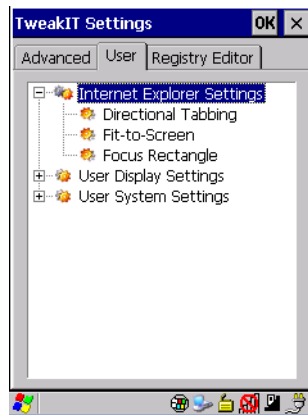 TweakIT Settings OK
Advanced User Registry Editor
Internet Explorer Settings
Directional Tabbing
Fit-to-Screen
Focus Rectangle
User Display Settings
User System Settings